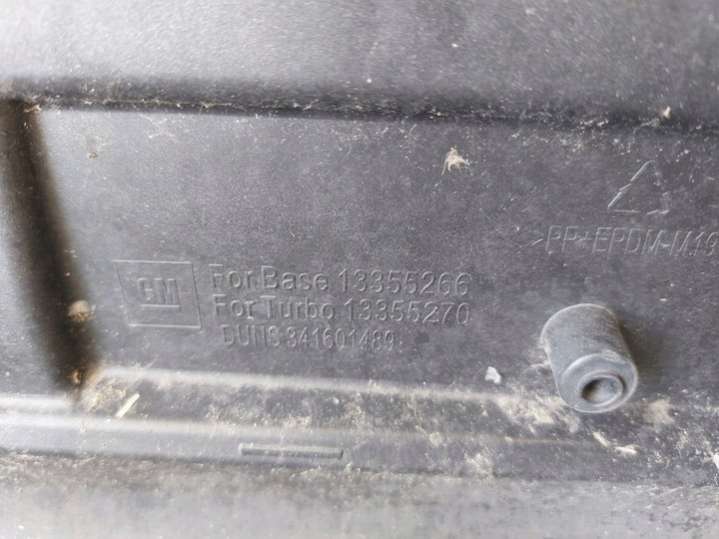 GM
For Base 13355266
For Turbo 13355270
DUNS 341601489
>PP+EPDM-M19